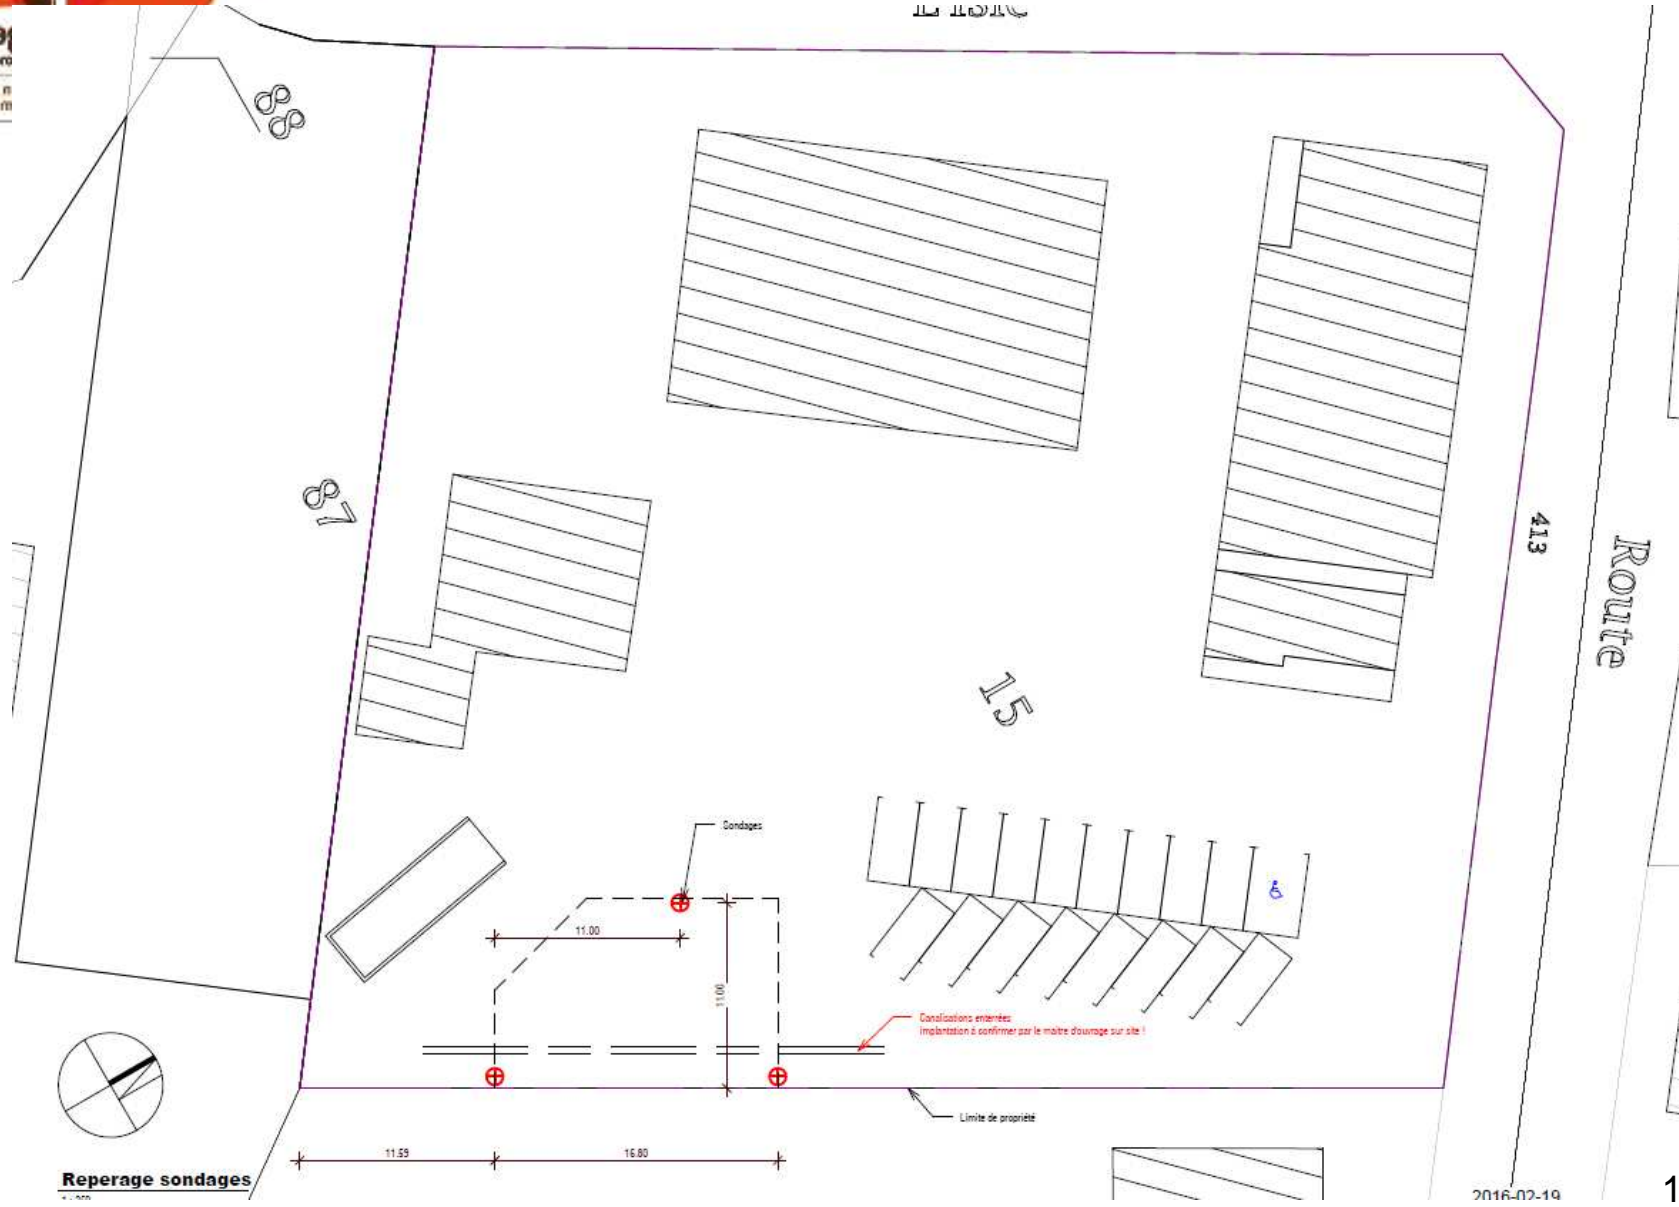 88
87
413
Route
15
Sondages
11.00
11.00
Canalisations enterrées
implantation à confirmer par le maitre d'ouvrage sur site !
Limite de propriété
11.59
16.80
Reperage sondages
2016-02-19
1